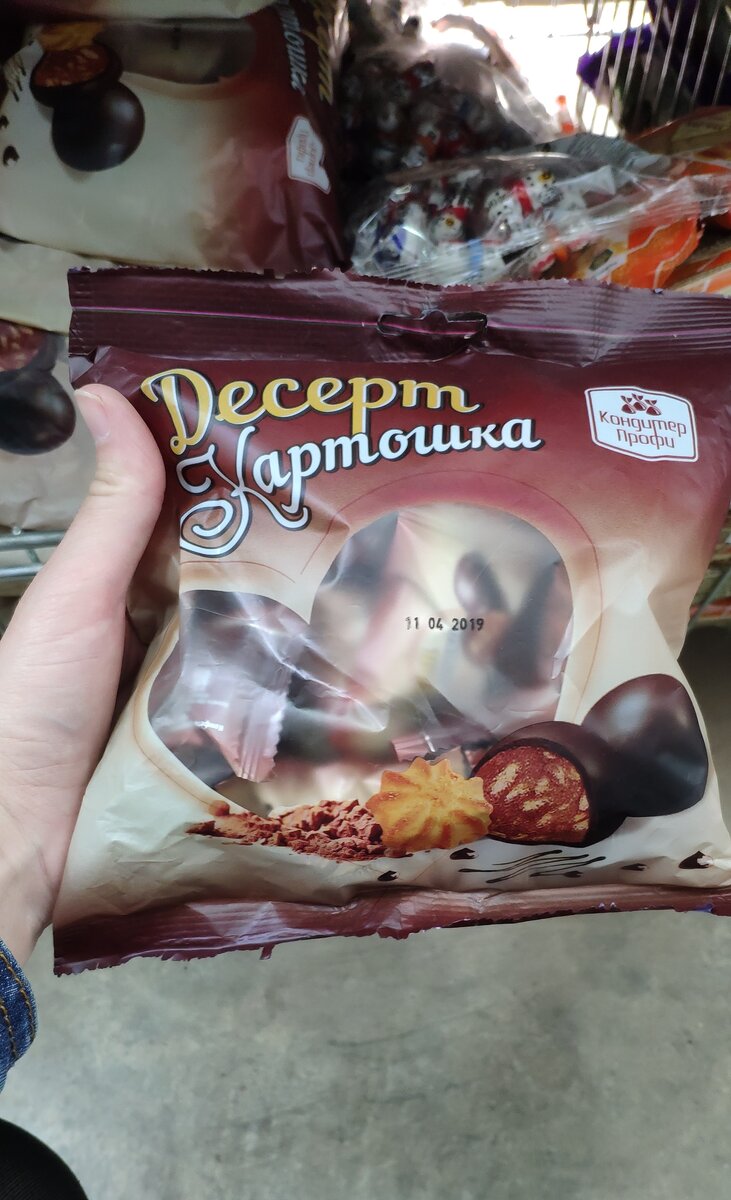 Десерт
Картошка
Кондитер
Профи
11 04 2019